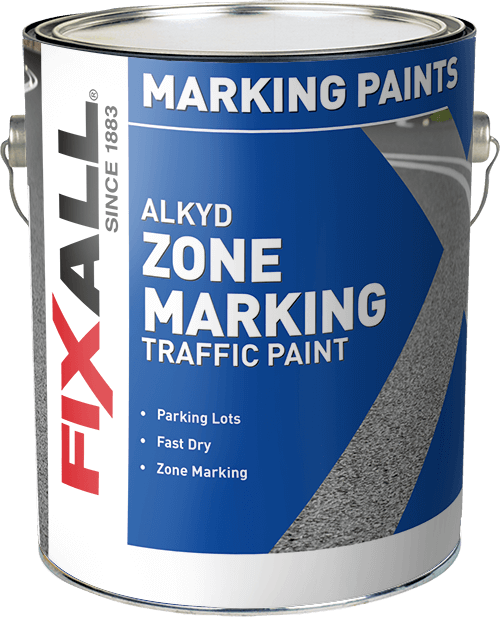 MARKING PAINTS
FIXALL®
SINCE 1883
ALKYD
ZONE
MARKING
TRAFFIC PAINT
• Parking Lots
• Fast Dry
• Zone Marking